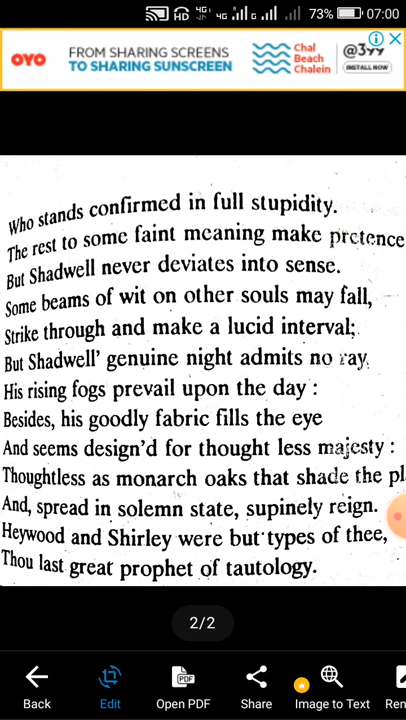 HD 4G 4G G 73% 07:00
OYO
FROM SHARING SCREENS
TO SHARING SUNSCREEN
Chal
Beach
Chalein
@399
INSTALL NOW
Who stands confirmed in full stupidity.
The rest to some faint meaning make pretence
But Shadwell never deviates into sense.
Some beams of wit on other souls may fall,
Strike through and make a lucid interval;
But Shadwell' genuine night admits no ray,
His rising fogs prevail upon the day :
Besides, his goodly fabric fills the eye
And seems design'd for thought less majesty :
Thoughtless as monarch oaks that shade the pl
And, spread in solemn state, supinely reign.
Heywood and Shirley were but types of thee,
Thou last great prophet of tautology.
2/2
Back Edit Open PDF Share Image to Text Ren